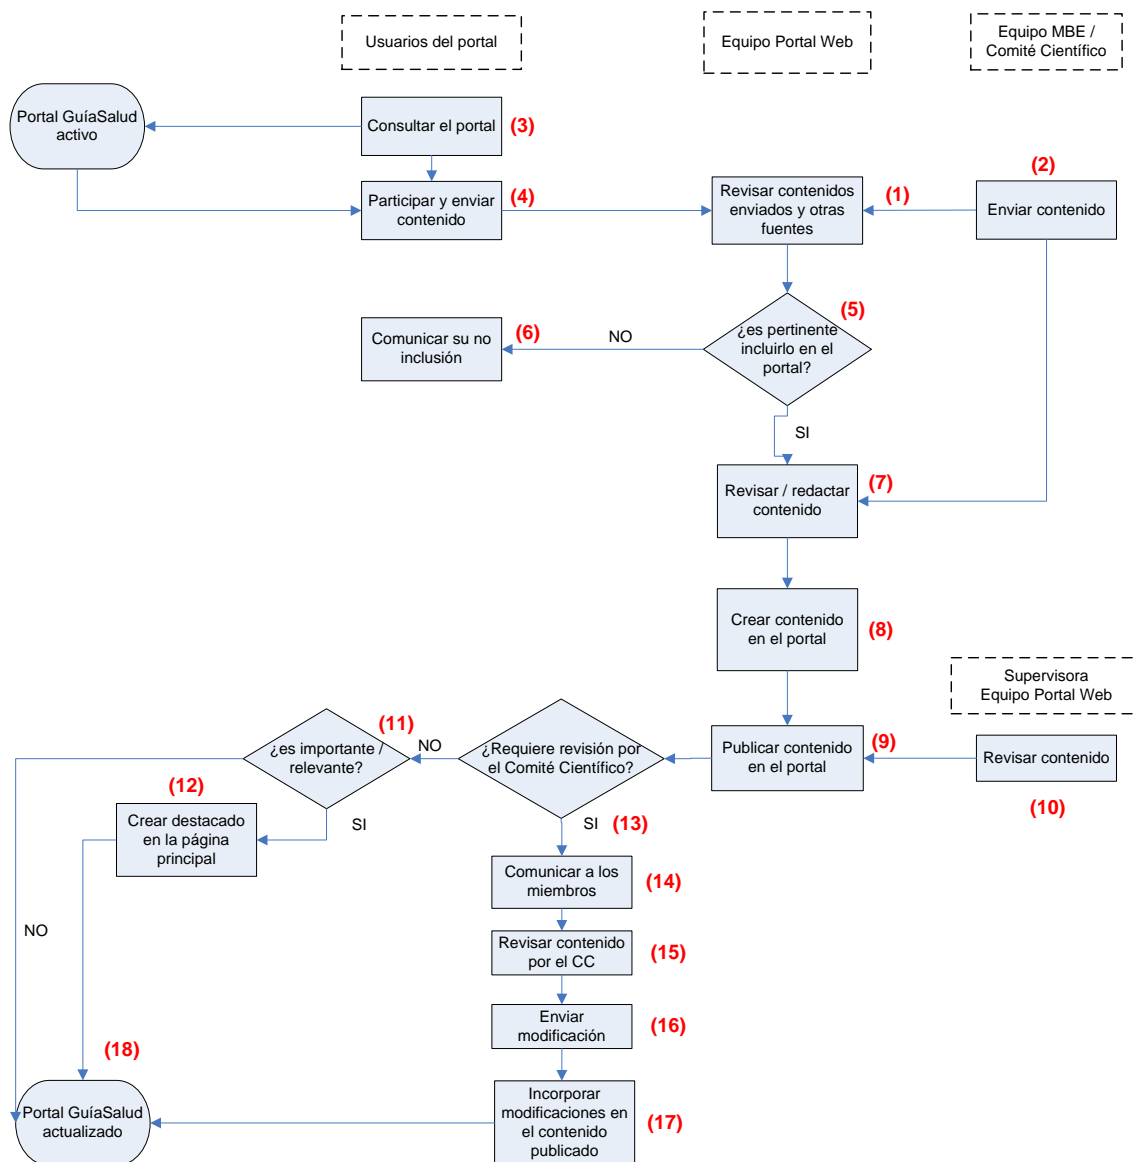 Usuarios del portal
Equipo Portal Web
Equipo MBE /
Comité Científico
Portal GuíaSalud
activo
Consultar el portal
(3)
Participar y enviar
contenido
(4)
Revisar contenidos
enviados y otras
fuentes
(1)
(2)
Enviar contenido
¿es pertinente
incluirlo en el
portal?
(5)
NO
(6)
Comunicar su no
inclusión
SI
Revisar / redactar
contenido
(7)
Crear contenido
en el portal
(8)
Supervisora
Equipo Portal Web
Publicar contenido
en el portal
(9)
Revisar contenido
(10)
¿Requiere revisión por
el Comité Científico?
NO
(11)
¿es importante /
relevante?
(12)
SI
Crear destacado
en la página
principal
NO
SI
(13)
Comunicar a los
miembros
(14)
Revisar contenido
por el CC
(15)
Enviar
modificación
(16)
Incorporar
modificaciones en
el contenido
publicado
(17)
(18)
Portal GuíaSalud
actualizado